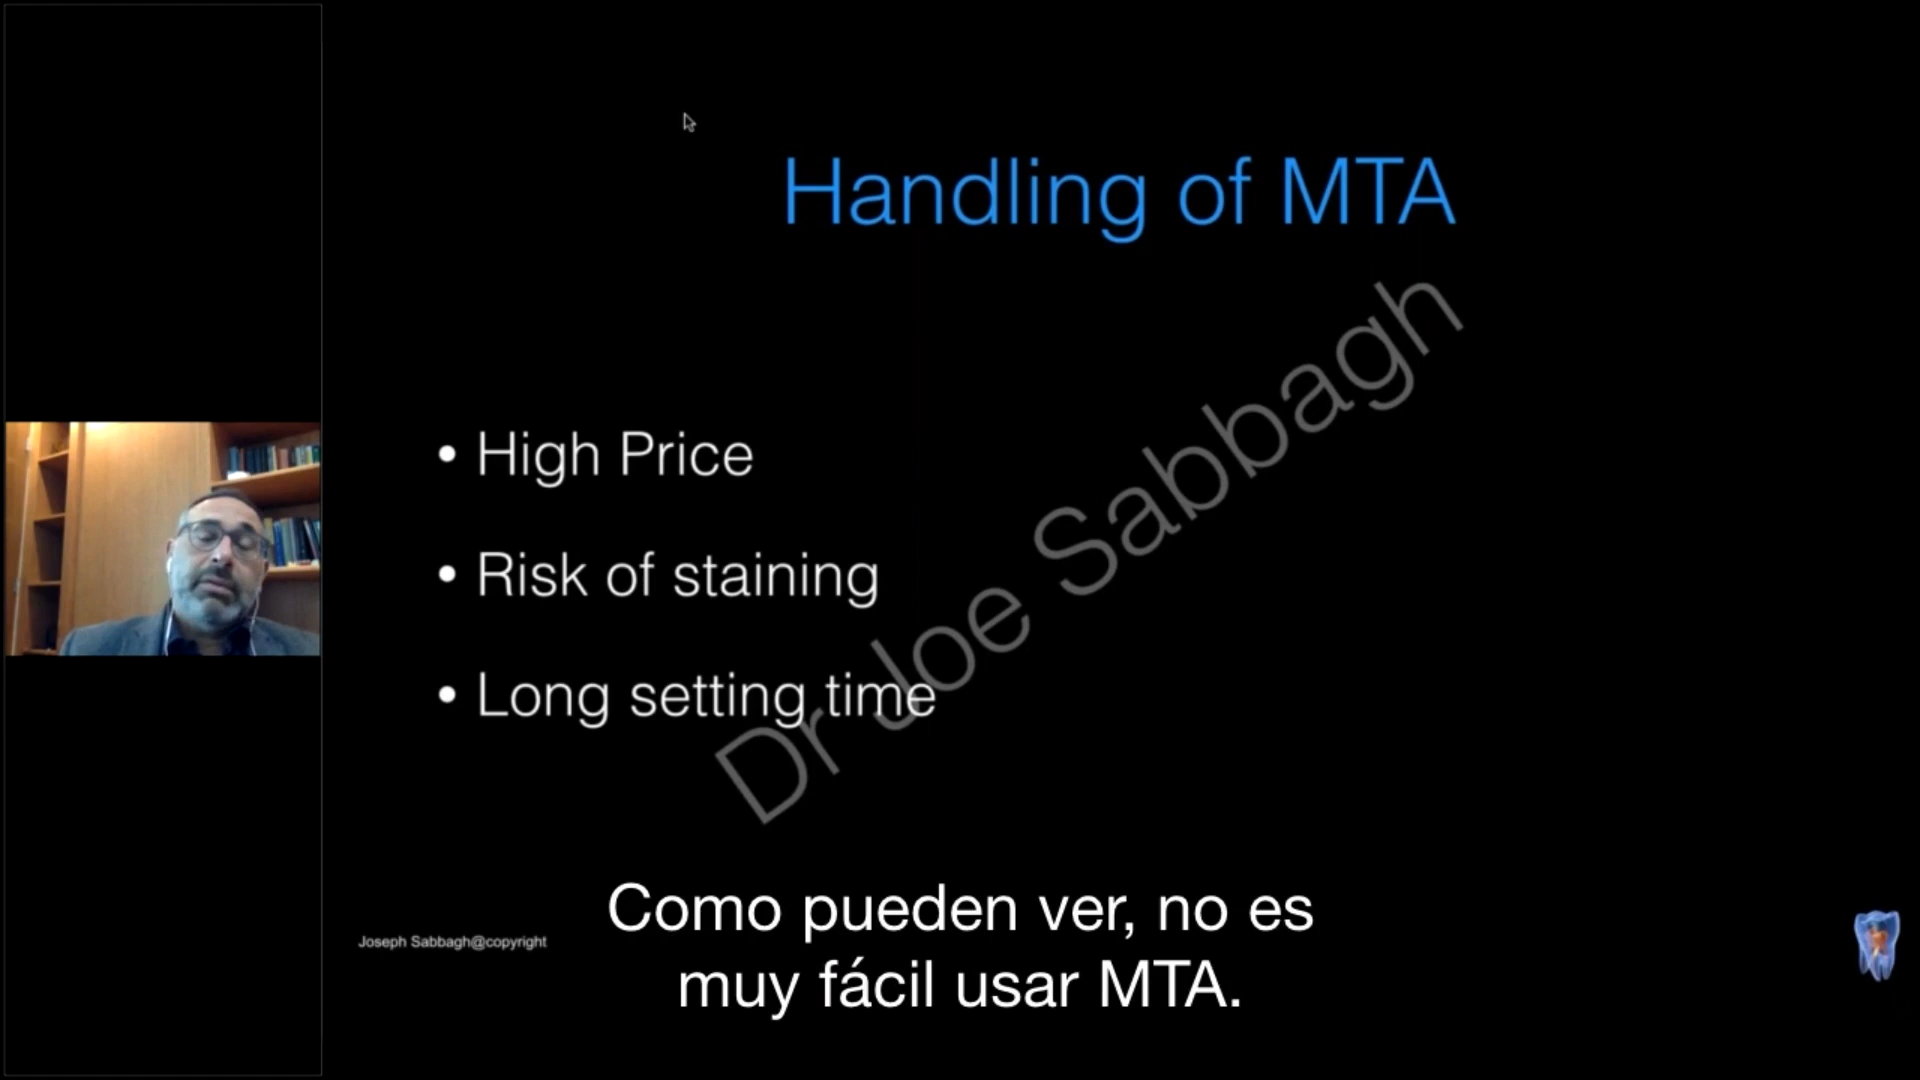 Handling of MTA
• High Price
• Risk of staining
• Long setting time
Dr Joe Sabbagh
Joseph Sabbagh@copyright
Como pueden ver, no es
muy fácil usar MTA.